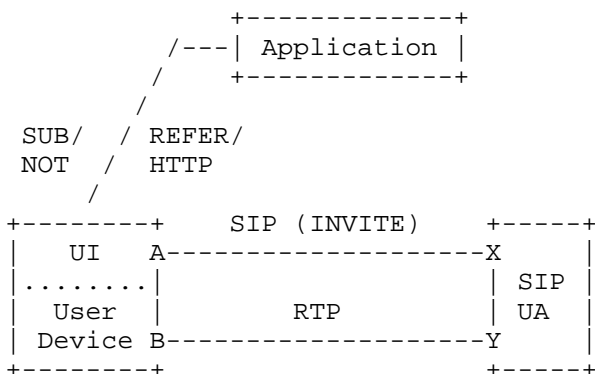 Application
SUB/ REFER/
NOT HTTP
SIP (INVITE)
UI A X
SIP
User RTP UA
Device B Y